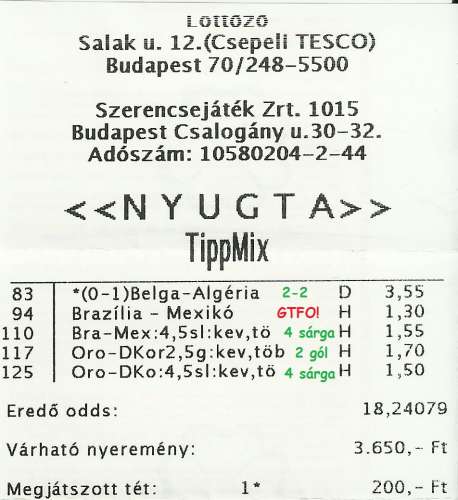 Lottózó
Salak u. 12.(Csepeli TESCO)
Budapest 70/248-5500
Szerencsejáték Zrt. 1015
Budapest Csalogány u.30-32.
Adószám: 10580204-2-44
<<NYUGTA>>
TippMix
83 *(0-1)Belga-Algéria 2-2 D 3,55
94 Brazília - Mexikó GTFO! H 1,30
110 Bra-Mex:4,5sl:kev,tö 4 sárga H 1,55
117 Oro-DKor2,5g:kev,töb 2 gól H 1,70
125 Oro-DKo:4,5sl:kev,tö 4 sárga H 1,50
Eredő odds: 18,24079
Várható nyeremény: 3.650,- Ft
Megjátszott tét: 1* 200,- Ft